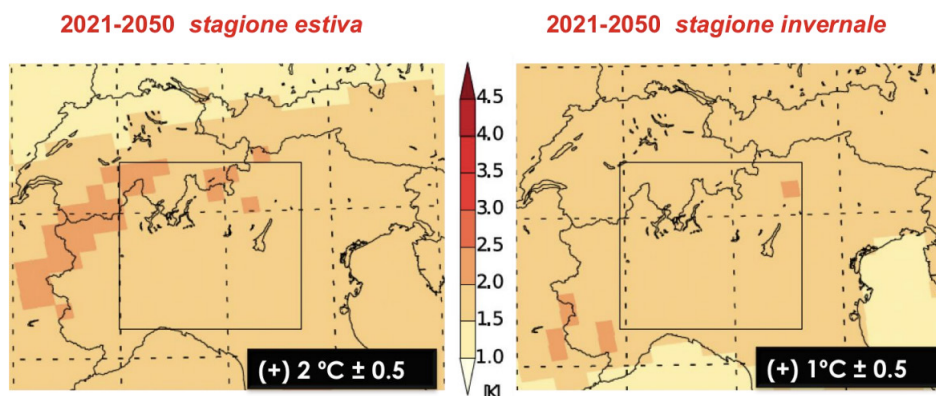 2021-2050 stagione estiva
2021-2050 stagione invernale
4.5
4.0
3.5
3.0
2.5
2.0
1.5
1.0
[K]
(+) 2 °C ± 0.5
(+) 1°C ± 0.5